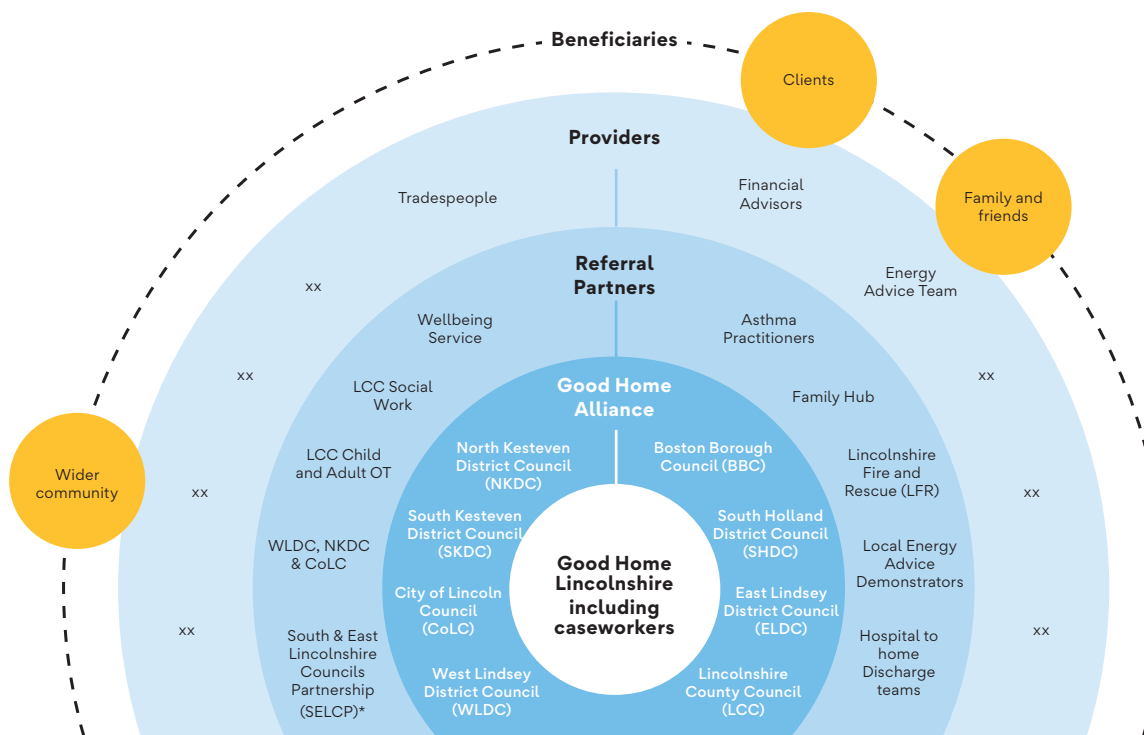 Beneficiaries
Clients
Family and
friends
Wider
community
Providers
Tradespeople
Financial
Advisors
Energy
Advice Team
xx
xx
xx
xx
xx
xx
xx
Referral
Partners
Wellbeing
Service
LCC Social
Work
LCC Child
and Adult OT
WLDC, NKDC
& CoLC
South & East
Lincolnshire
Councils
Partnership
(SELCP)*
Asthma
Practitioners
Family Hub
Lincolnshire
Fire and
Rescue (LFR)
Local Energy
Advice
Demonstrators
Hospital to
home
Discharge
teams
Good Home
Alliance
North Kesteven
District Council
(NKDC)
South Kesteven
District Council
(SKDC)
City of Lincoln
Council
(CoLC)
West Lindsey
District Council
(WLDC)
Boston Borough
Council (BBC)
South Holland
District Council
(SHDC)
East Lindsey
District Council
(ELDC)
Lincolnshire
County Council
(LCC)
Good Home
Lincolnshire
including
caseworkers